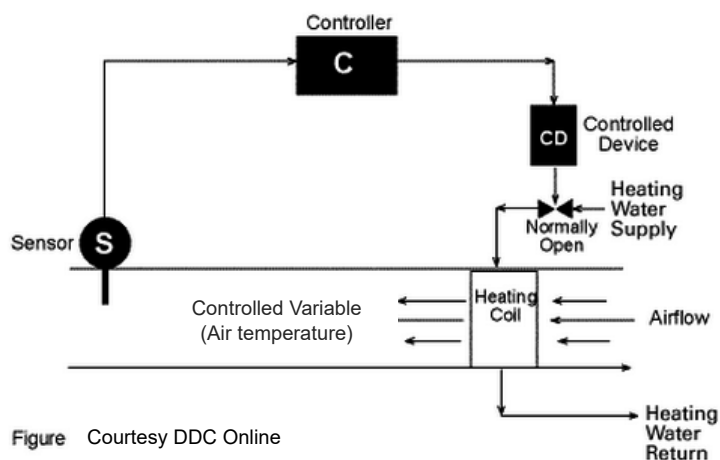 Controller
C
CD
Controlled
Device
Heating
Water
Supply
Normally
Open
Sensor
S
Controlled Variable
(Air temperature)
Heating
Coil
Airflow
Figure Courtesy DDC Online
Heating
Water
Return